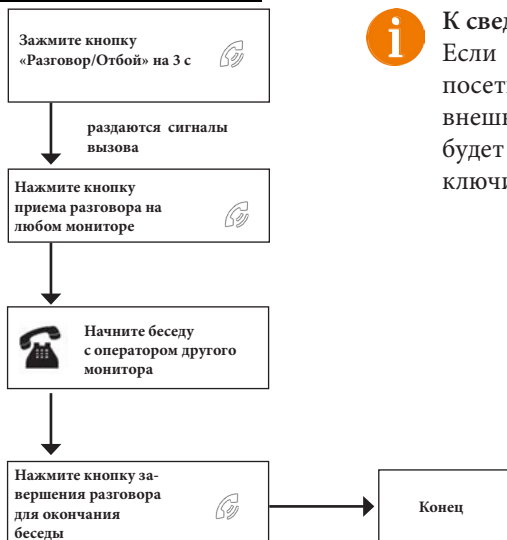 Зажмите кнопку
«Разговор/Отбой» на 3 с
раздаются сигналы
вызова
Нажмите кнопку
приема разговора на
любом мониторе
Начните беседу
с оператором другого
монитора
Нажмите кнопку за-
вершения разговора
для окончания
беседы
Конец
К свед
Если
посети
внешн
будет
ключи